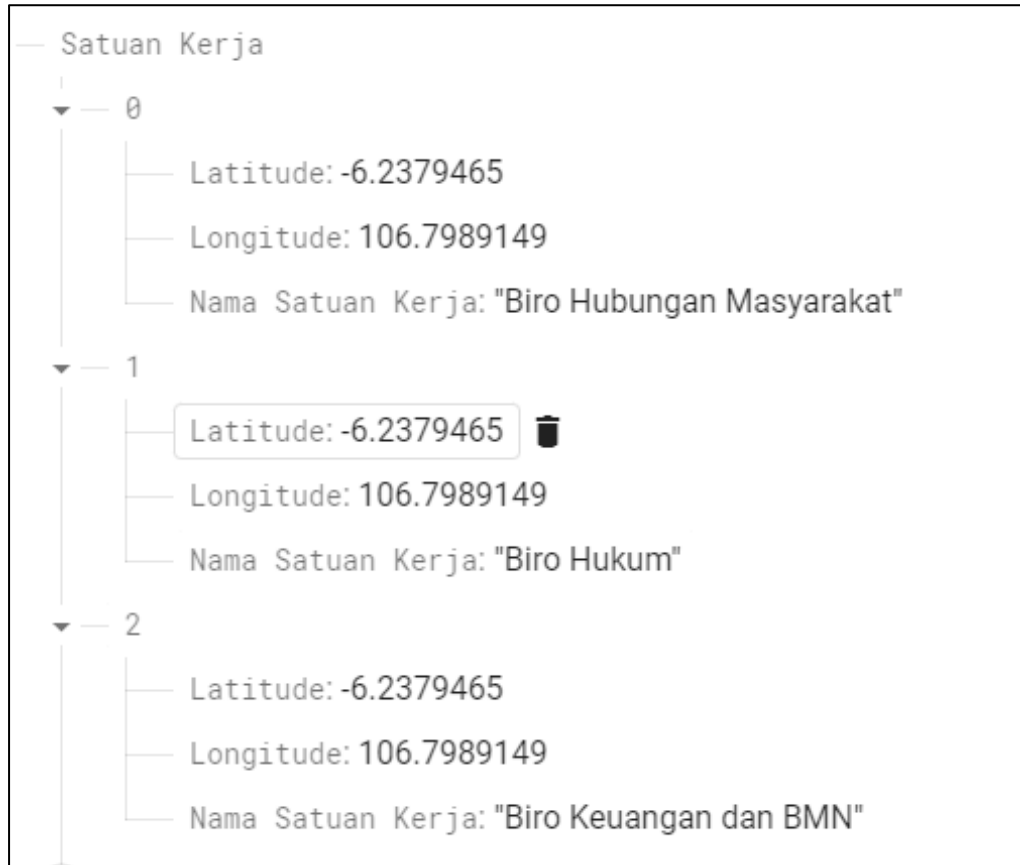 Satuan Kerja
0
Latitude: -6.2379465
Longitude: 106.7989149
Nama Satuan Kerja: "Biro Hubungan Masyarakat"
1
Latitude: -6.2379465
Longitude: 106.7989149
Nama Satuan Kerja: "Biro Hukum"
2
Latitude: -6.2379465
Longitude: 106.7989149
Nama Satuan Kerja: "Biro Keuangan dan BMN"